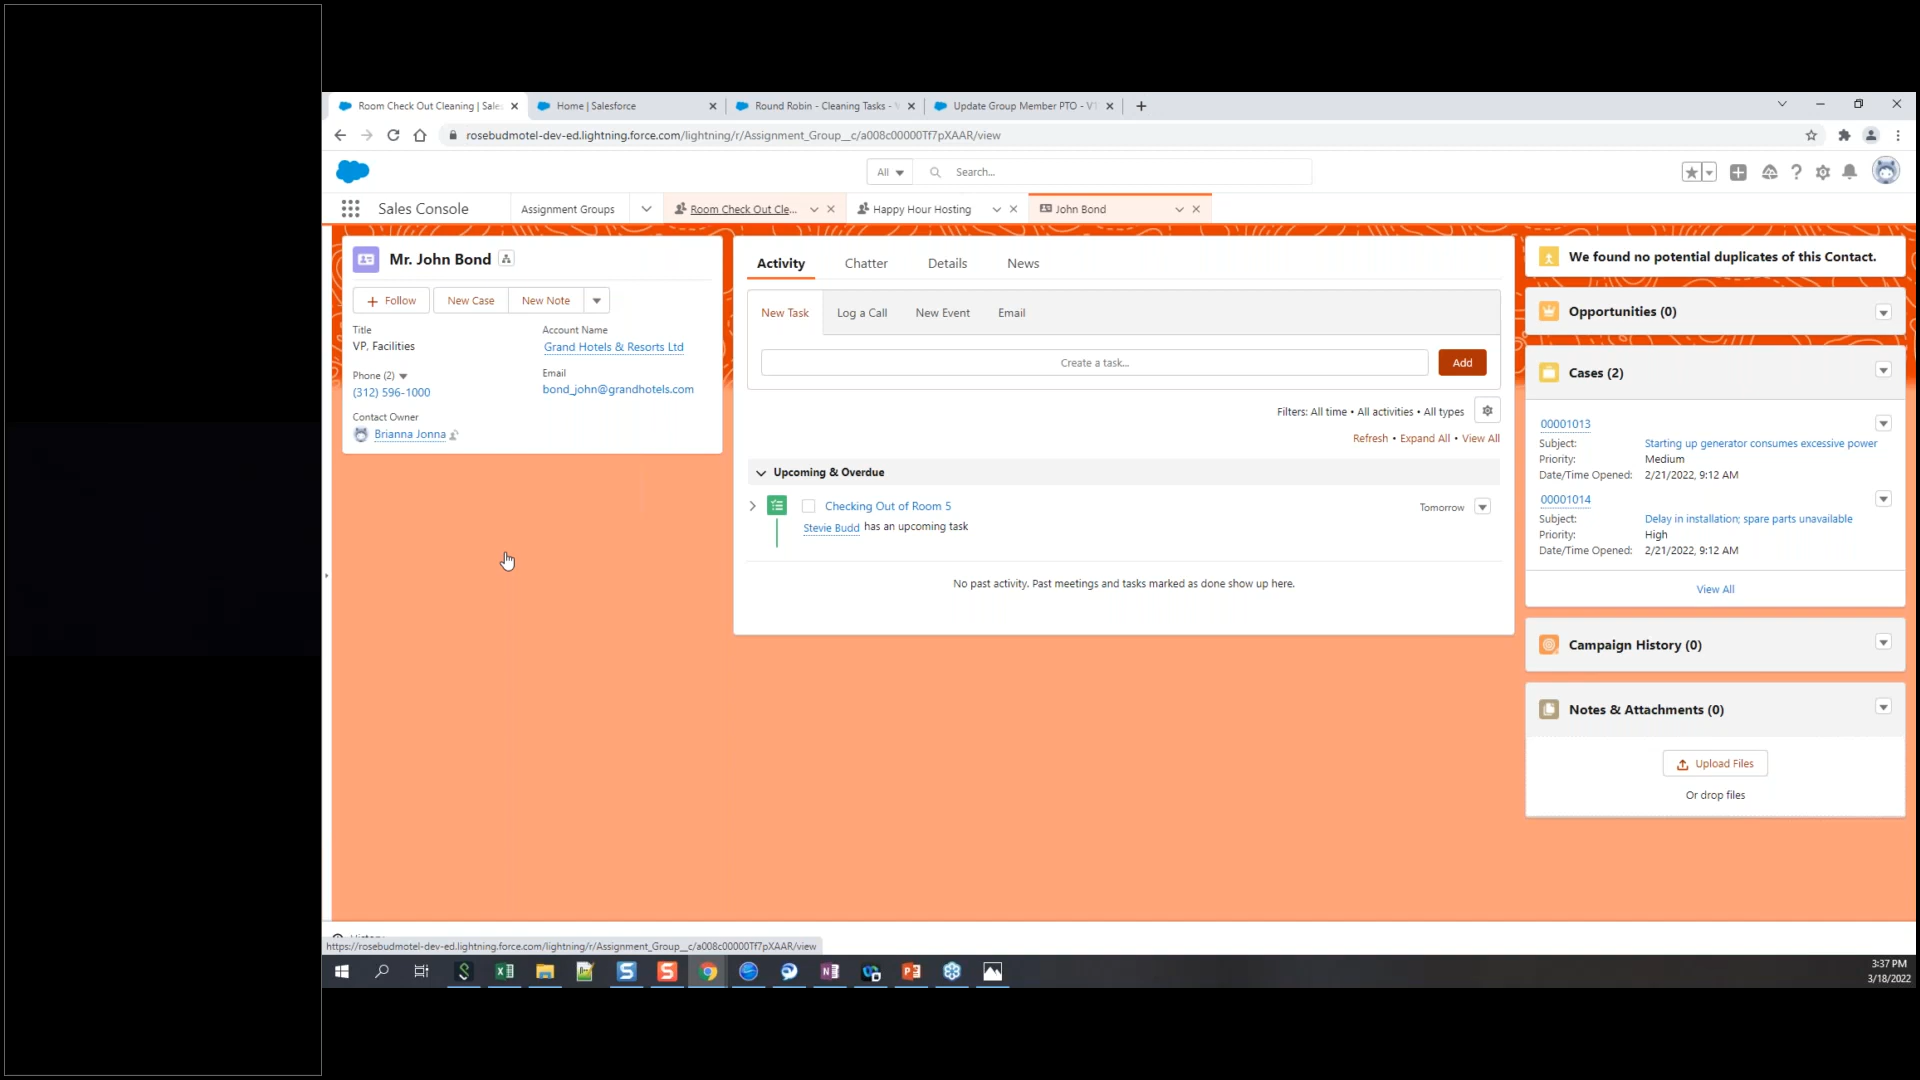 Room Check Out Cleaning | Sale
Home | Salesforce
Round Robin - Cleaning Tasks -
Update Group Member PTO - V1
rosebudmotel-dev-ed.lightning.force.com/lightning/r/Assignment_Group__c/a008c00000Tf7pXAAR/view
All
Search...
Sales Console
Assignment Groups
Room Check Out Cle...
Happy Hour Hosting
John Bond
Mr. John Bond
Follow
New Case
New Note
Title
VP, Facilities
Account Name
Grand Hotels & Resorts Ltd
Phone (2)
(312) 596-1000
Email
bond_john@grandhotels.com
Contact Owner
Brianna Jonna
Activity
Chatter
Details
News
New Task
Log a Call
New Event
Email
Create a task...
Add
Filters: All time • All activities • All types
Refresh • Expand All • View All
Upcoming & Overdue
Checking Out of Room 5
Tomorrow
Stevie Budd has an upcoming task
No past activity. Past meetings and tasks marked as done show up here.
We found no potential duplicates of this Contact.
Opportunities (0)
Cases (2)
00001013
Subject: Starting up generator consumes excessive power
Priority: Medium
Date/Time Opened: 2/21/2022, 9:12 AM
00001014
Subject: Delay in installation; spare parts unavailable
Priority: High
Date/Time Opened: 2/21/2022, 9:12 AM
View All
Campaign History (0)
Notes & Attachments (0)
Upload Files
Or drop files
https://rosebudmotel-dev-ed.lightning.force.com/lightning/r/Assignment_Group__c/a008c00000Tf7pXAAR/view
3:37 PM
3/18/2022